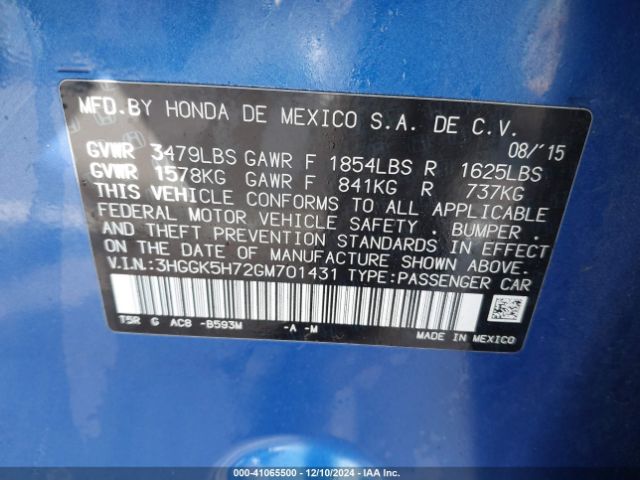 MFD. BY HONDA DE MEXICO S.A. DE C.V.
08/'15
GVWR 3479LBS GAWR F 1854LBS R 1625LBS
GVWR 1578KG GAWR F 841KG R 737KG
THIS VEHICLE CONFORMS TO ALL APPLICABLE
FEDERAL MOTOR VEHICLE SAFETY, BUMPER,
AND THEFT PREVENTION STANDARDS IN EFFECT
ON THE DATE OF MANUFACTURE SHOWN ABOVE.
V.I.N.:3HGGK5H72GM701431 TYPE:PASSENGER CAR
T5R G AC8 -B593M -A -M
MADE IN MEXICO
000-41065500 - 12/10/2024 - IAA Inc.